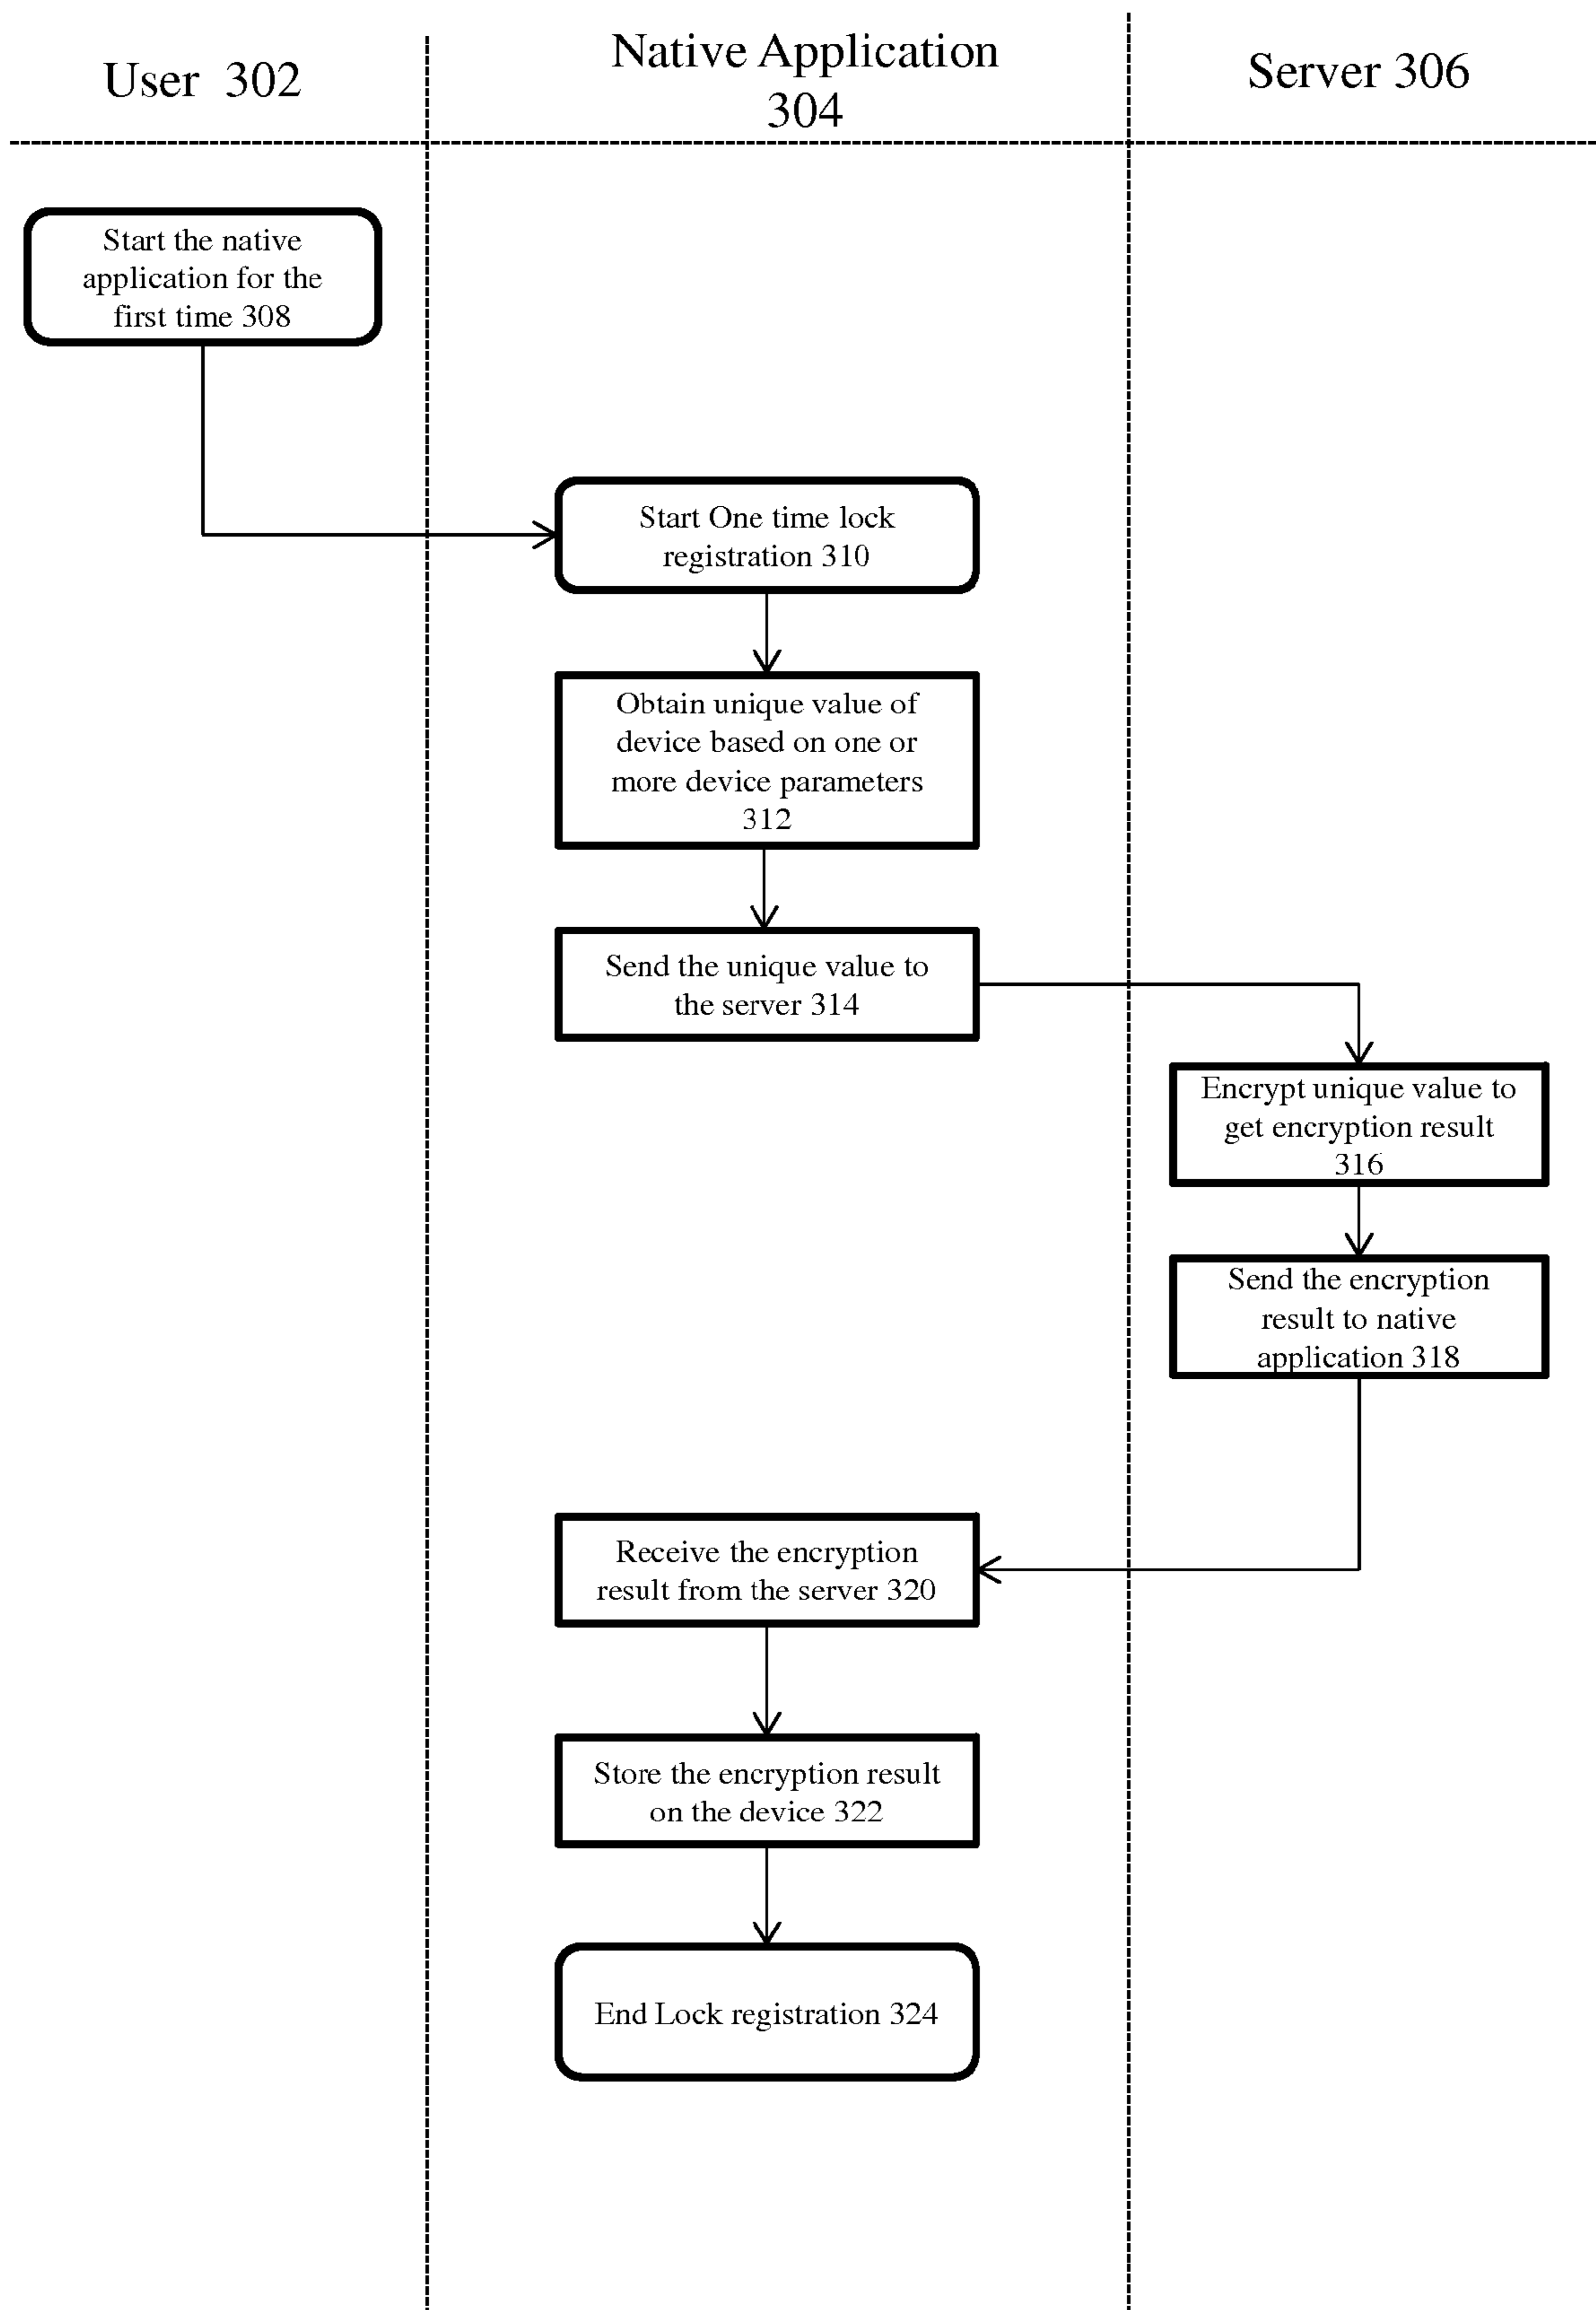 User 302
Native Application
304
Server 306
Start the native
application for the
first time 308
Start One time lock
registration 310
Obtain unique value of
device based on one or
more device parameters
312
Send the unique value to
the server 314
Encrypt unique value to
get encryption result
316
Send the encryption
result to native
application 318
Receive the encryption
result from the server 320
Store the encryption result
on the device 322
End Lock registration 324